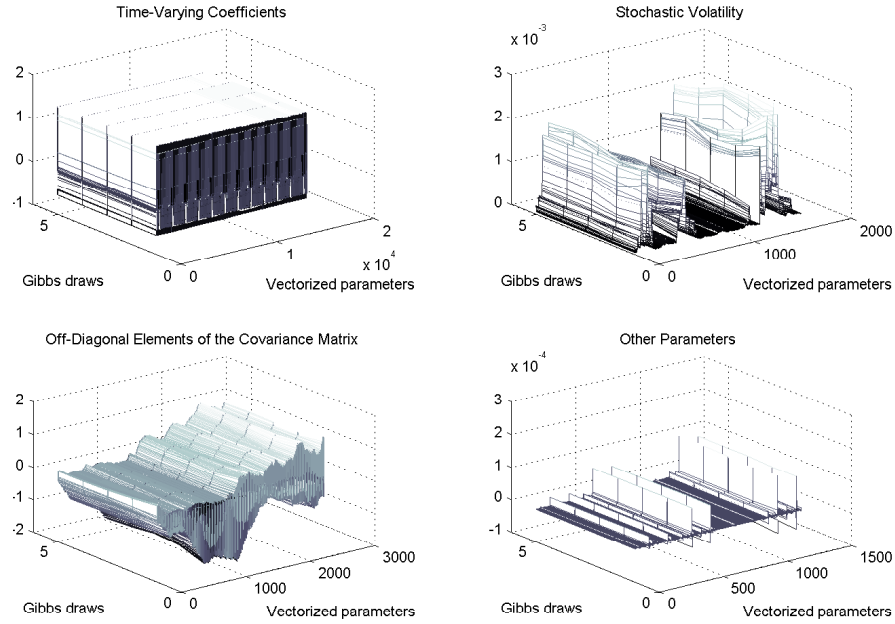 Time-Varying Coefficients
2
1
0
-1
5
0
0
1
2
x 10^4
Gibbs draws
Vectorized parameters
Stochastic Volatility
x 10^-3
3
2
1
0
5
0
0
1000
2000
Gibbs draws
Vectorized parameters
Off-Diagonal Elements of the Covariance Matrix
2
1
0
-1
-2
5
0
0
1000
2000
3000
Gibbs draws
Vectorized parameters
Other Parameters
x 10^-4
3
2
1
0
-1
5
0
0
500
1000
1500
Gibbs draws
Vectorized parameters